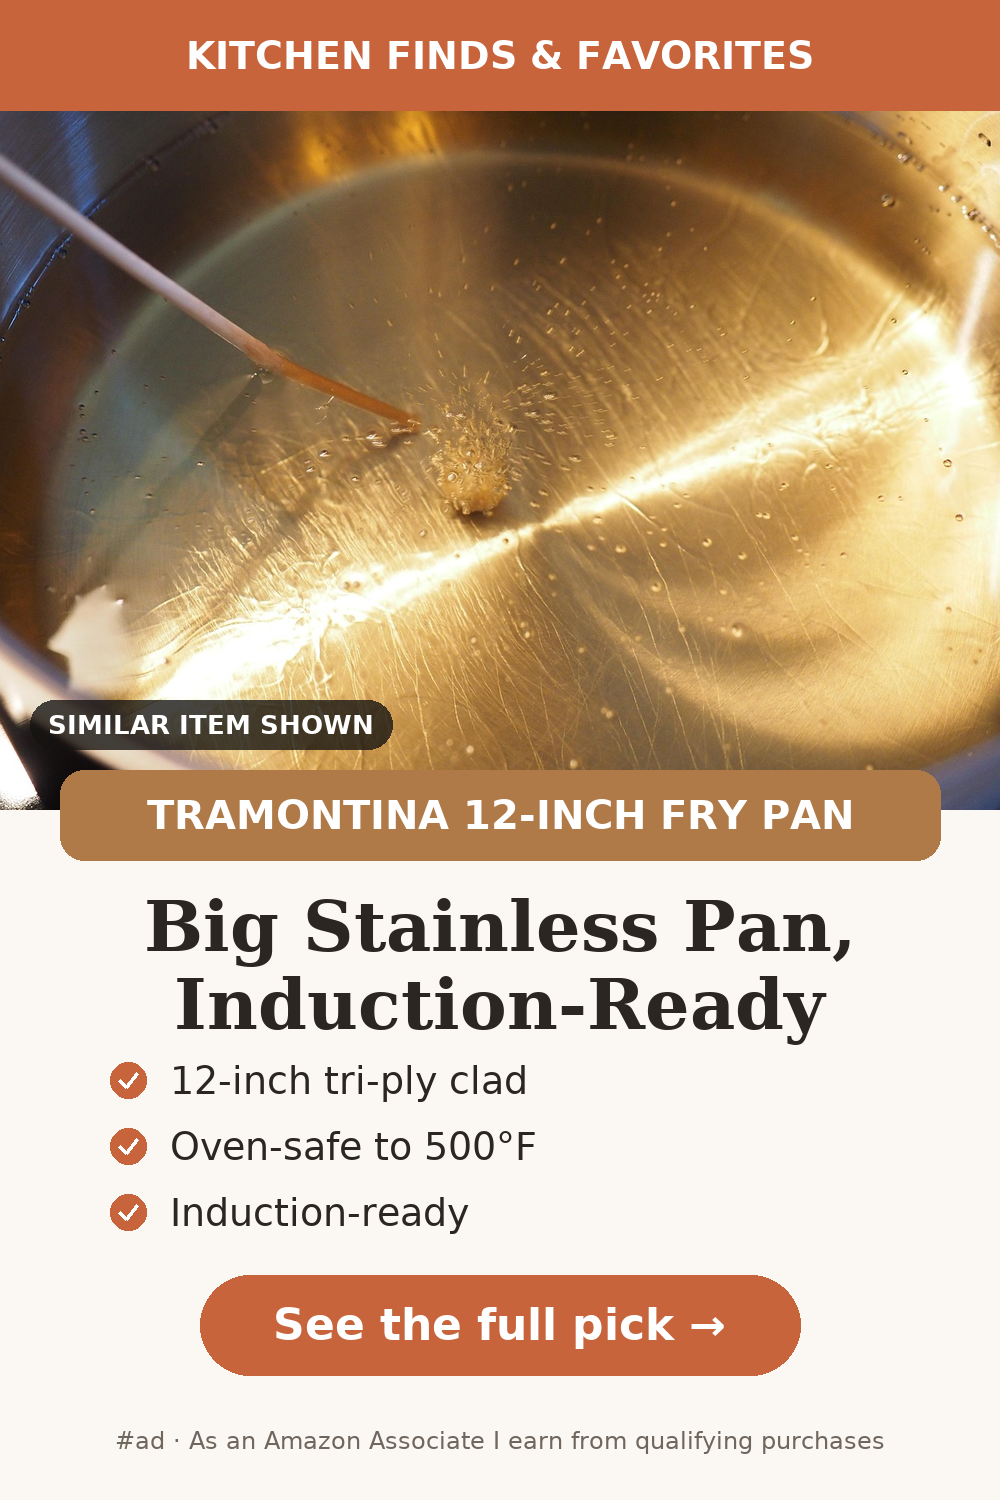 KITCHEN FINDS & FAVORITES
SIMILAR ITEM SHOWN
TRAMONTINA 12-INCH FRY PAN
Big Stainless Pan,
Induction-Ready
12-inch tri-ply clad
Oven-safe to 500°F
Induction-ready
See the full pick →
#ad · As an Amazon Associate I earn from qualifying purchases